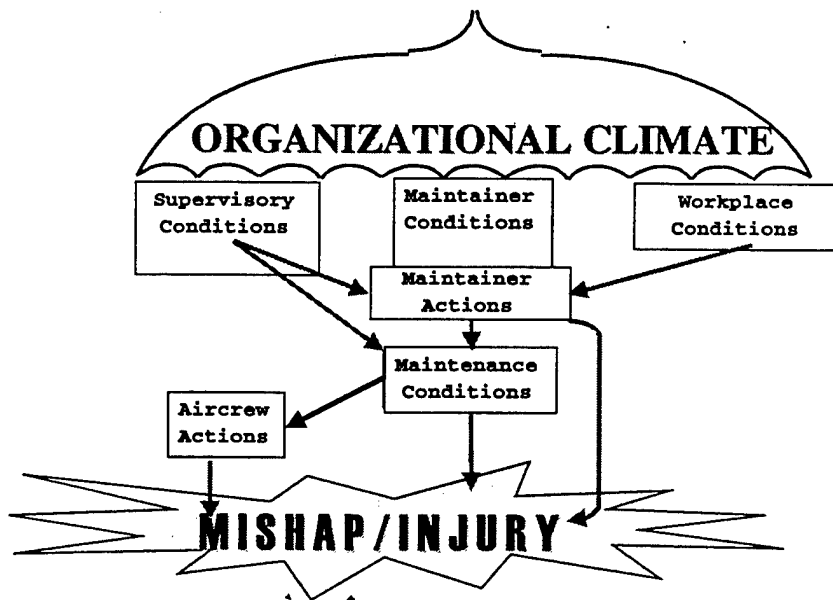 ORGANIZATIONAL CLIMATE
Supervisory
Conditions
Maintainer
Conditions
Workplace
Conditions
Maintainer
Actions
Maintenance
Conditions
Aircrew
Actions
MISHAP/INJURY